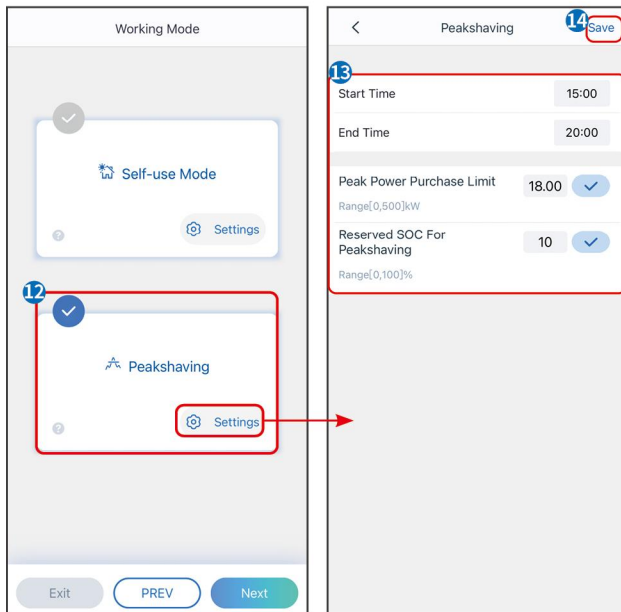 Working Mode
Self-use Mode
?
Settings
12
Peakshaving
?
Settings
Exit
PREV
Next
Peakshaving
14
Save
13
Start Time
15:00
End Time
20:00
Peak Power Purchase Limit
18.00
Range[0,500]kW
Reserved SOC For
Peakshaving
10
Range[0,100]%